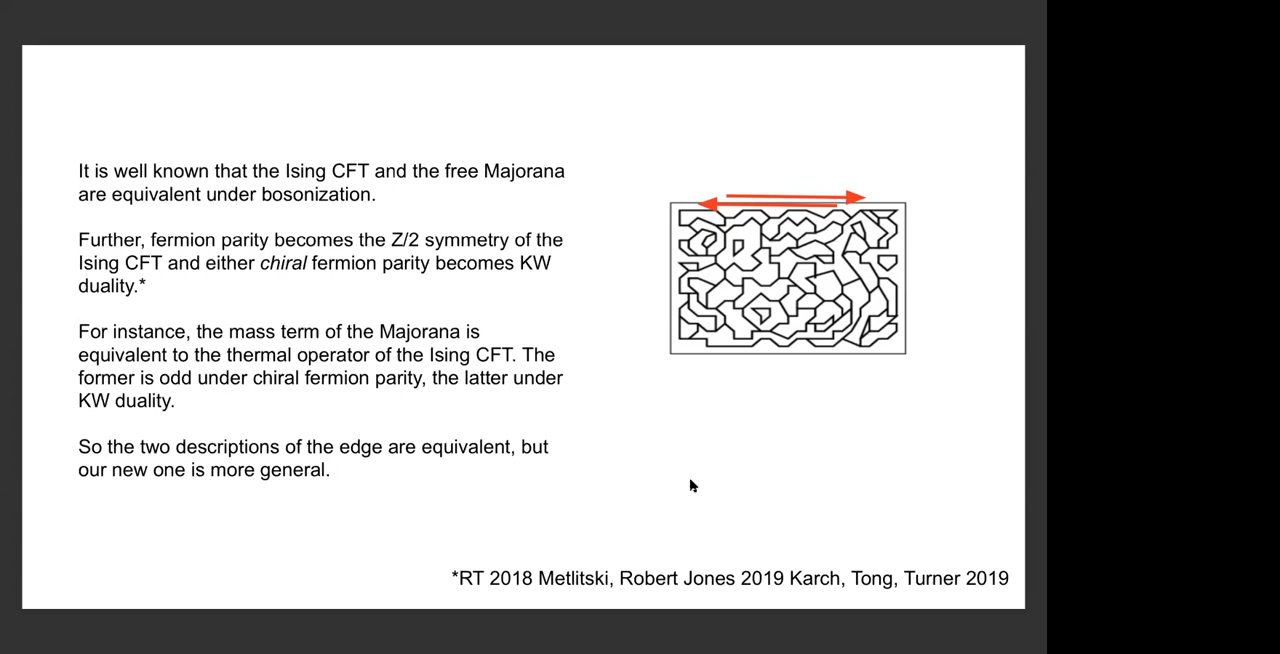 It is well known that the Ising CFT and the free Majorana
are equivalent under bosonization.
Further, fermion parity becomes the Z/2 symmetry of the
Ising CFT and either chiral fermion parity becomes KW
duality.*
For instance, the mass term of the Majorana is
equivalent to the thermal operator of the Ising CFT. The
former is odd under chiral fermion parity, the latter under
KW duality.
So the two descriptions of the edge are equivalent, but
our new one is more general.
*RT 2018 Metlitski, Robert Jones 2019 Karch, Tong, Turner 2019